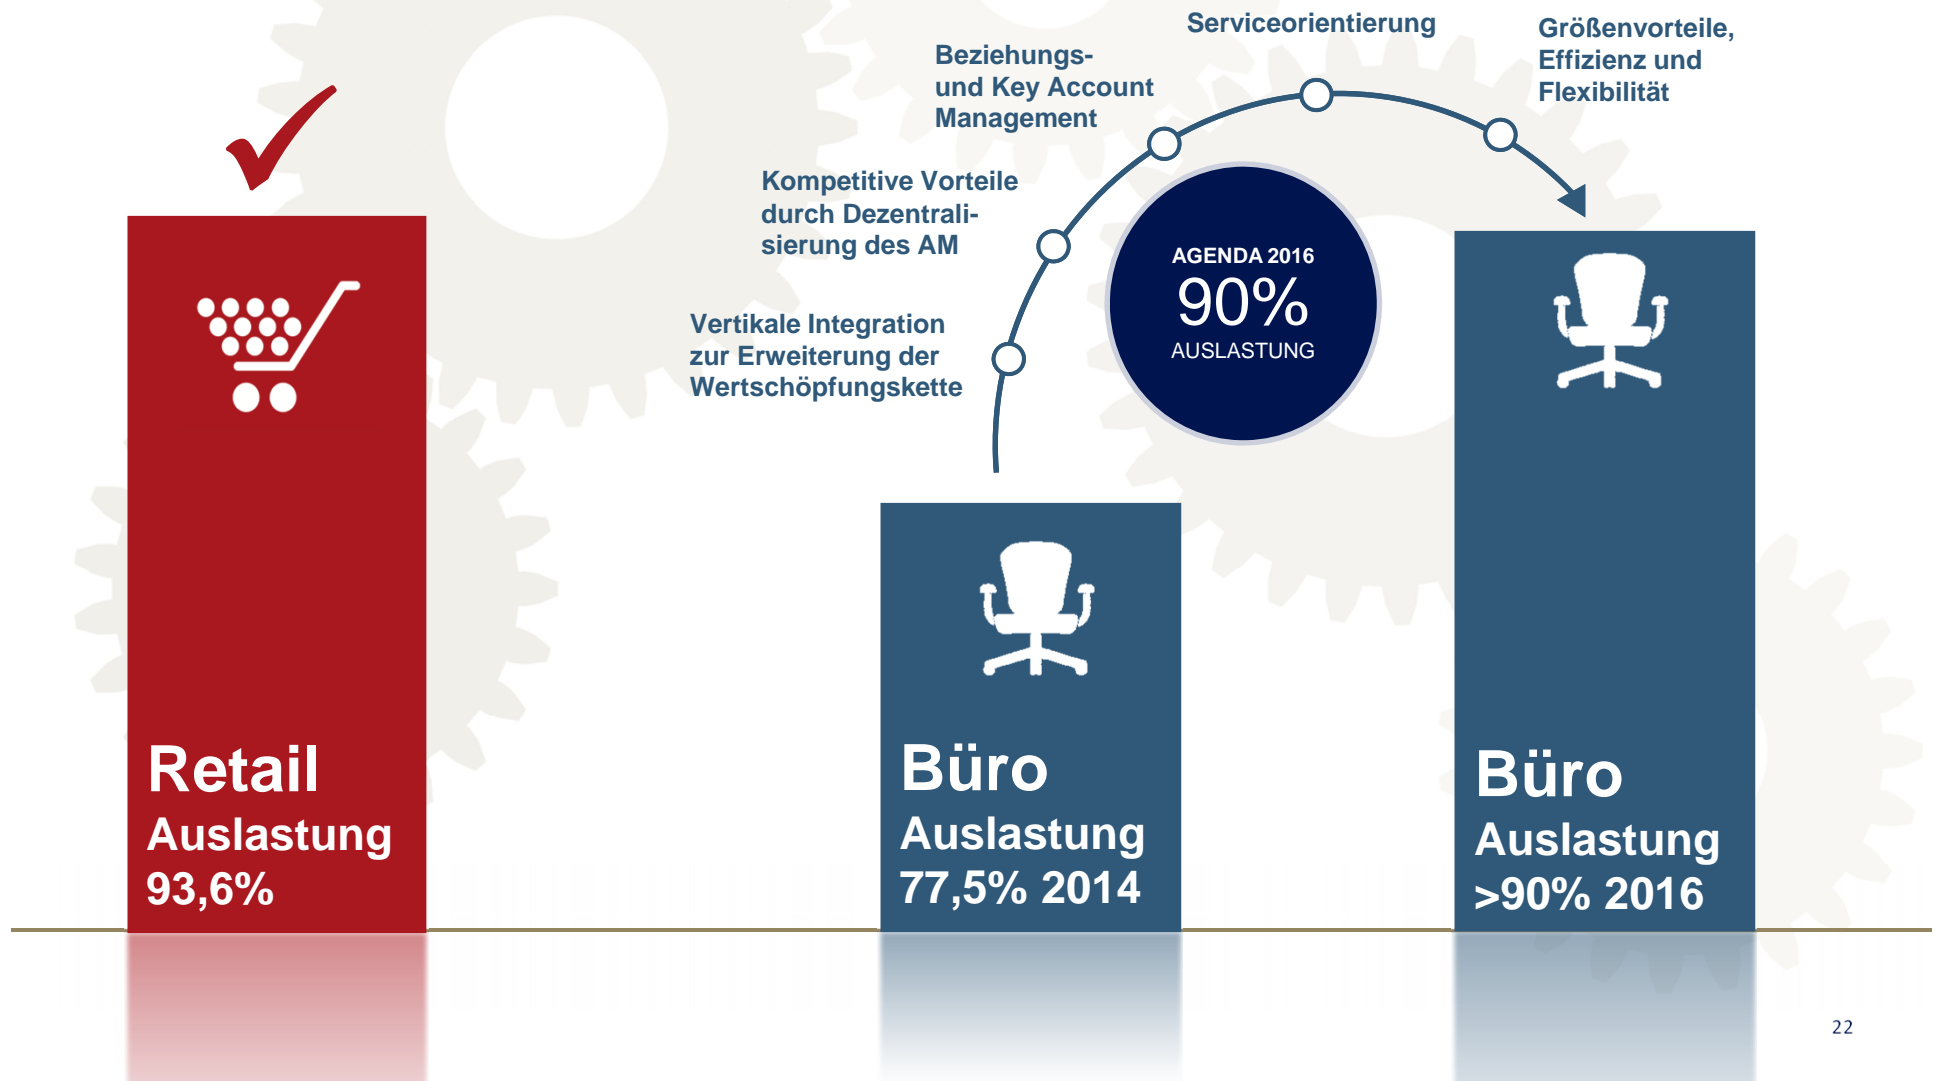 Serviceorientierung
Größenvorteile,
Effizienz und
Flexibilität
Beziehungs-
und Key Account
Management
Kompetitive Vorteile
durch Dezentrali-
sierung des AM
Vertikale Integration
zur Erweiterung der
Wertschöpfungskette
AGENDA 2016
90%
AUSLASTUNG
Retail
Auslastung
93,6%
Büro
Auslastung
77,5% 2014
Büro
Auslastung
>90% 2016
22